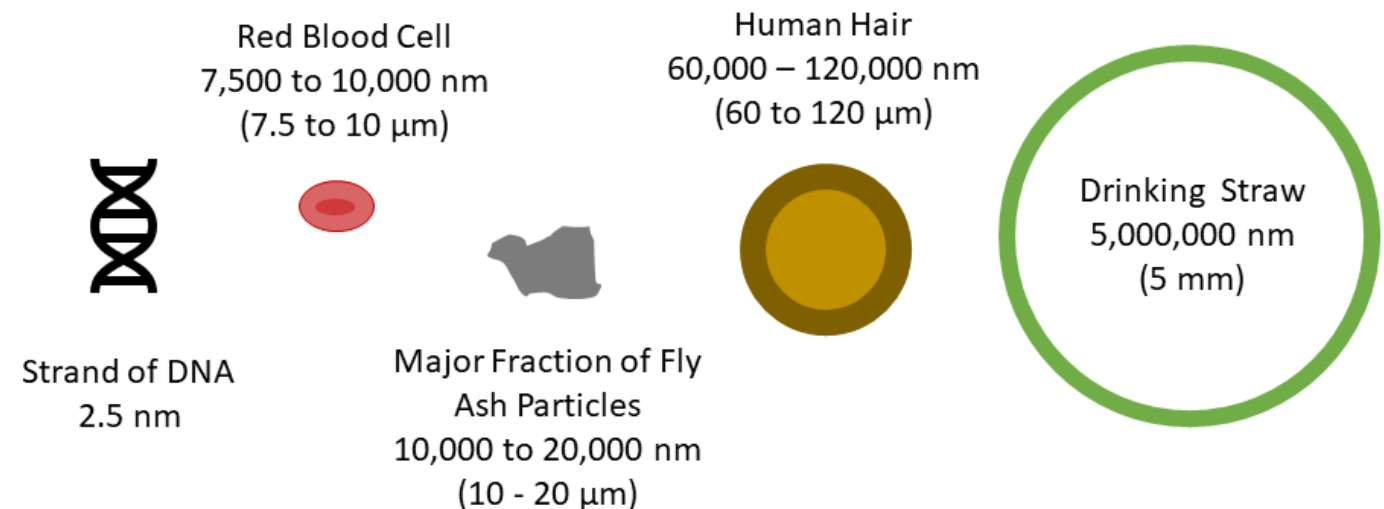 Strand of DNA
2.5 nm
Red Blood Cell
7,500 to 10,000 nm
(7.5 to 10 μm)
Major Fraction of Fly
Ash Particles
10,000 to 20,000 nm
(10 - 20 μm)
Human Hair
60,000 – 120,000 nm
(60 to 120 μm)
Drinking Straw
5,000,000 nm
(5 mm)